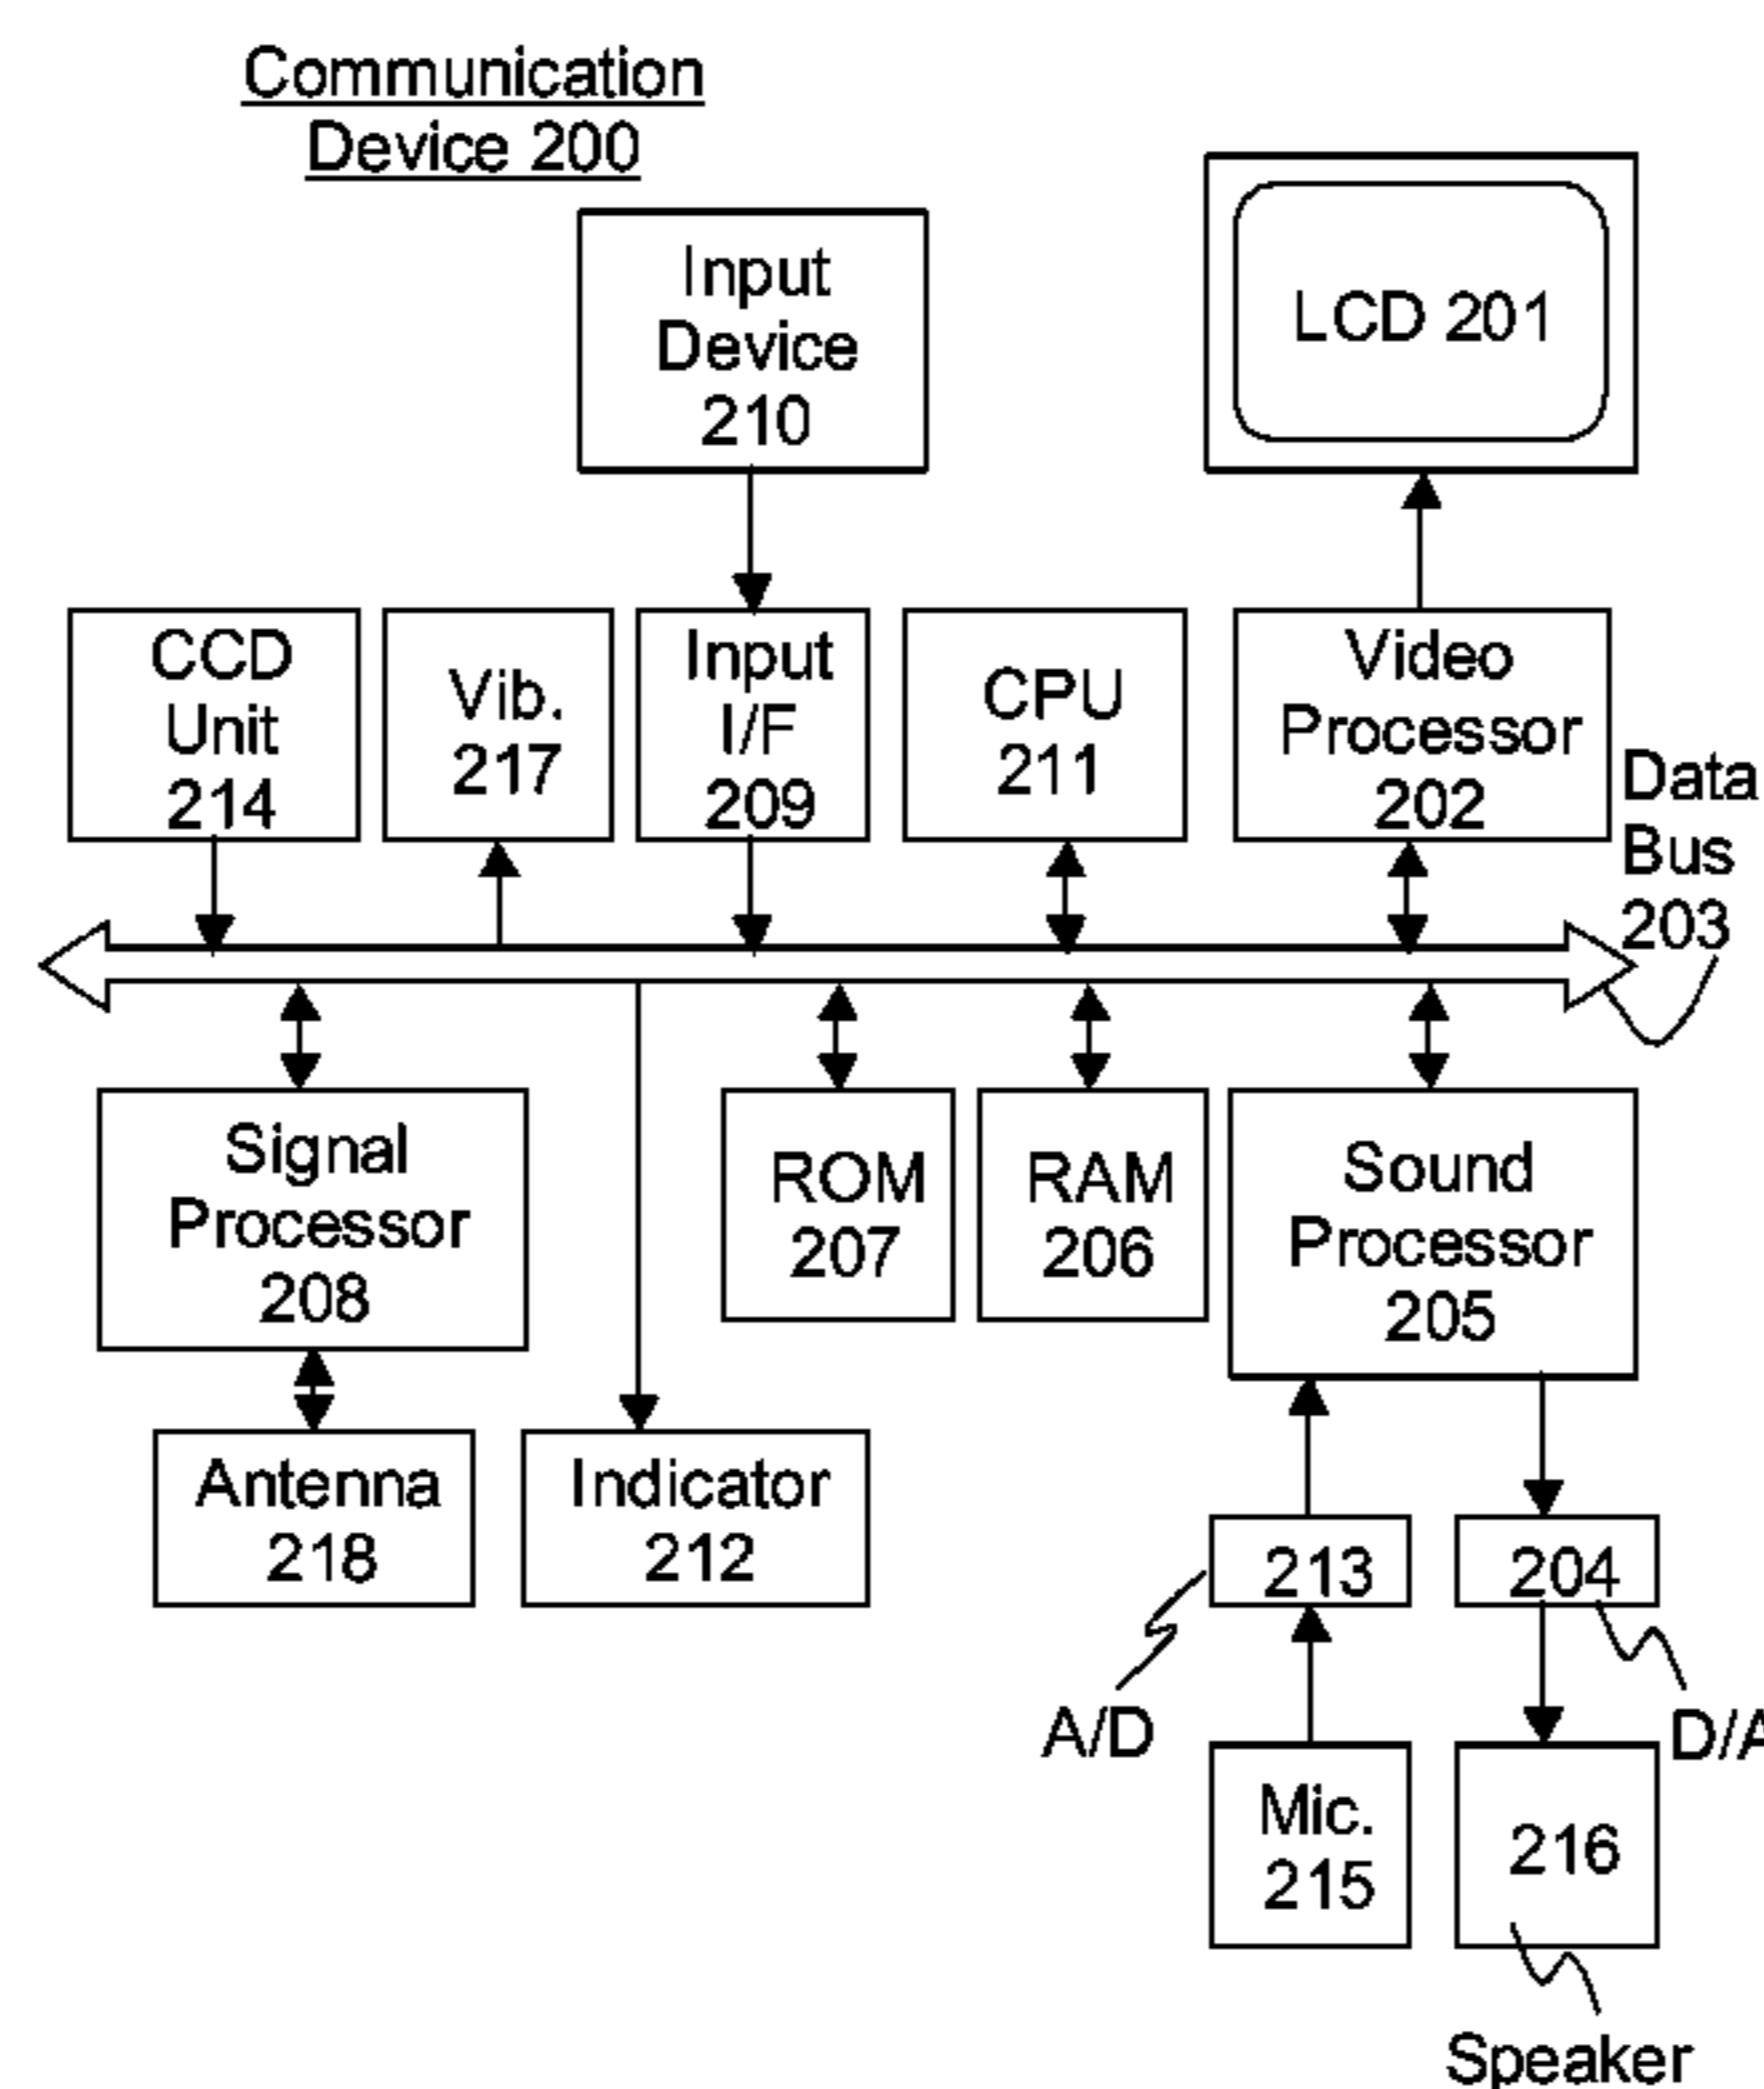 Communication
Device 200
Input
Device
210
LCD 201
CCD
Unit
214
Vib.
217
Input
I/F
209
CPU
211
Video
Processor
202
Data
Bus
203
Signal
Processor
208
ROM
207
RAM
206
Sound
Processor
205
Antenna
218
Indicator
212
213
204
A/D
D/A
Mic.
215
216
Speaker